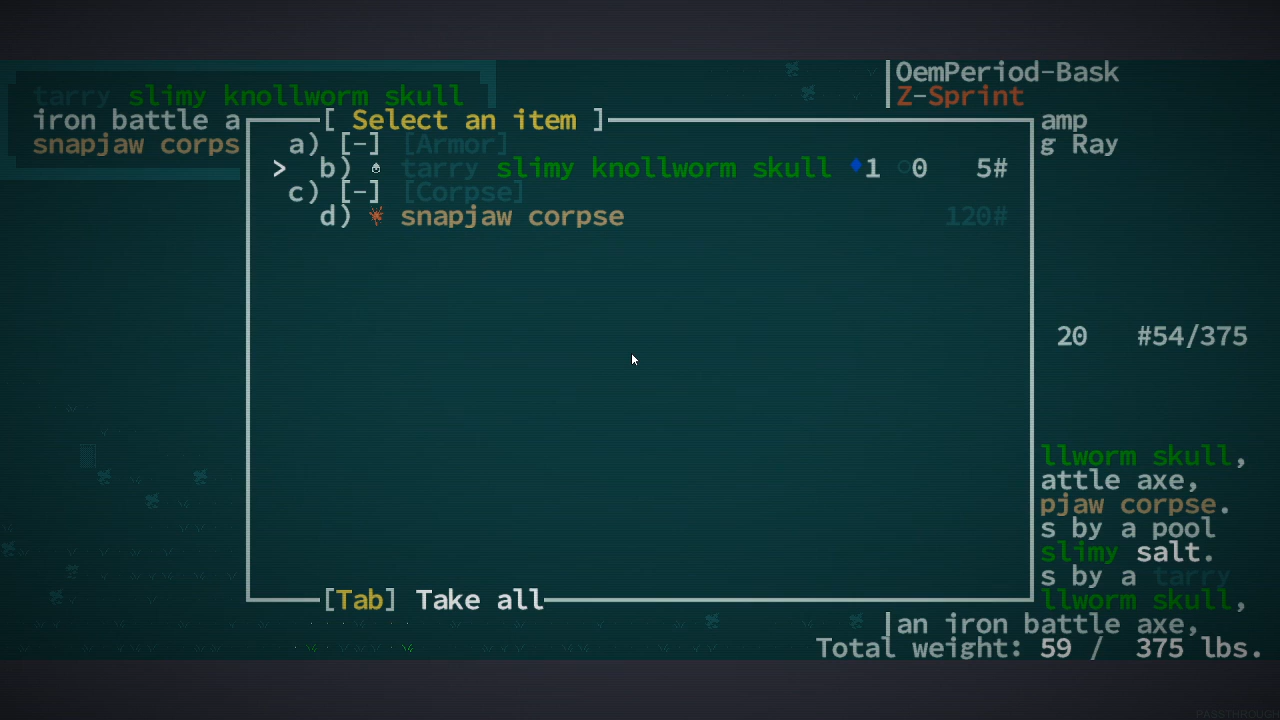 OemPeriod-Bask
tarry slimy knollworm skull
Z-Sprint
iron battle a
[ Select an item ]
amp
snapjaw corps
a) [-] [Armor]
g Ray
> b) tarry slimy knollworm skull ♦1 ○0 5#
c) [-] [Corpse]
d) snapjaw corpse 120#
20 #54/375
llworm skull,
attle axe,
pjaw corpse.
s by a pool
slimy salt.
s by a tarry
llworm skull,
[Tab] Take all
an iron battle axe,
Total weight: 59 / 375 lbs.